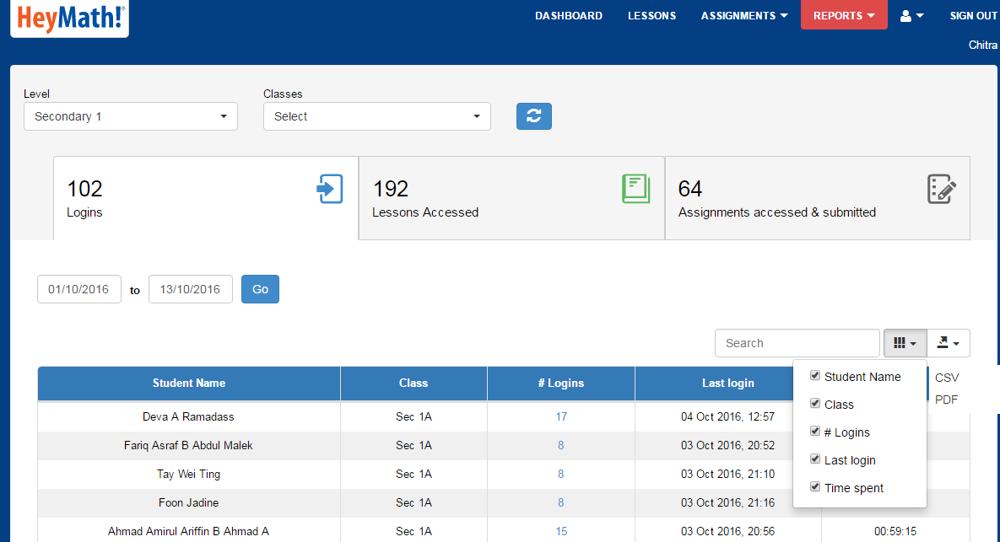 HeyMath!
DASHBOARD LESSONS ASSIGNMENTS REPORTS SIGN OUT
Chitra
Level Classes
Secondary 1 Select
102 192 64
Logins Lessons Accessed Assignments accessed & submitted
01/10/2016 to 13/10/2016 Go
Search
Student Name Class # Logins Last login
Student Name CSV
Class PDF
# Logins
Last login
Time spent
Deva A Ramadass Sec 1A 17 04 Oct 2016, 12:57
Fariq Asraf B Abdul Malek Sec 1A 8 03 Oct 2016, 20:52
Tay Wei Ting Sec 1A 8 03 Oct 2016, 21:10
Foon Jadine Sec 1A 8 03 Oct 2016, 21:16
Ahmad Amirul Ariffin B Ahmad A Sec 1A 15 03 Oct 2016, 20:56 00:59:15